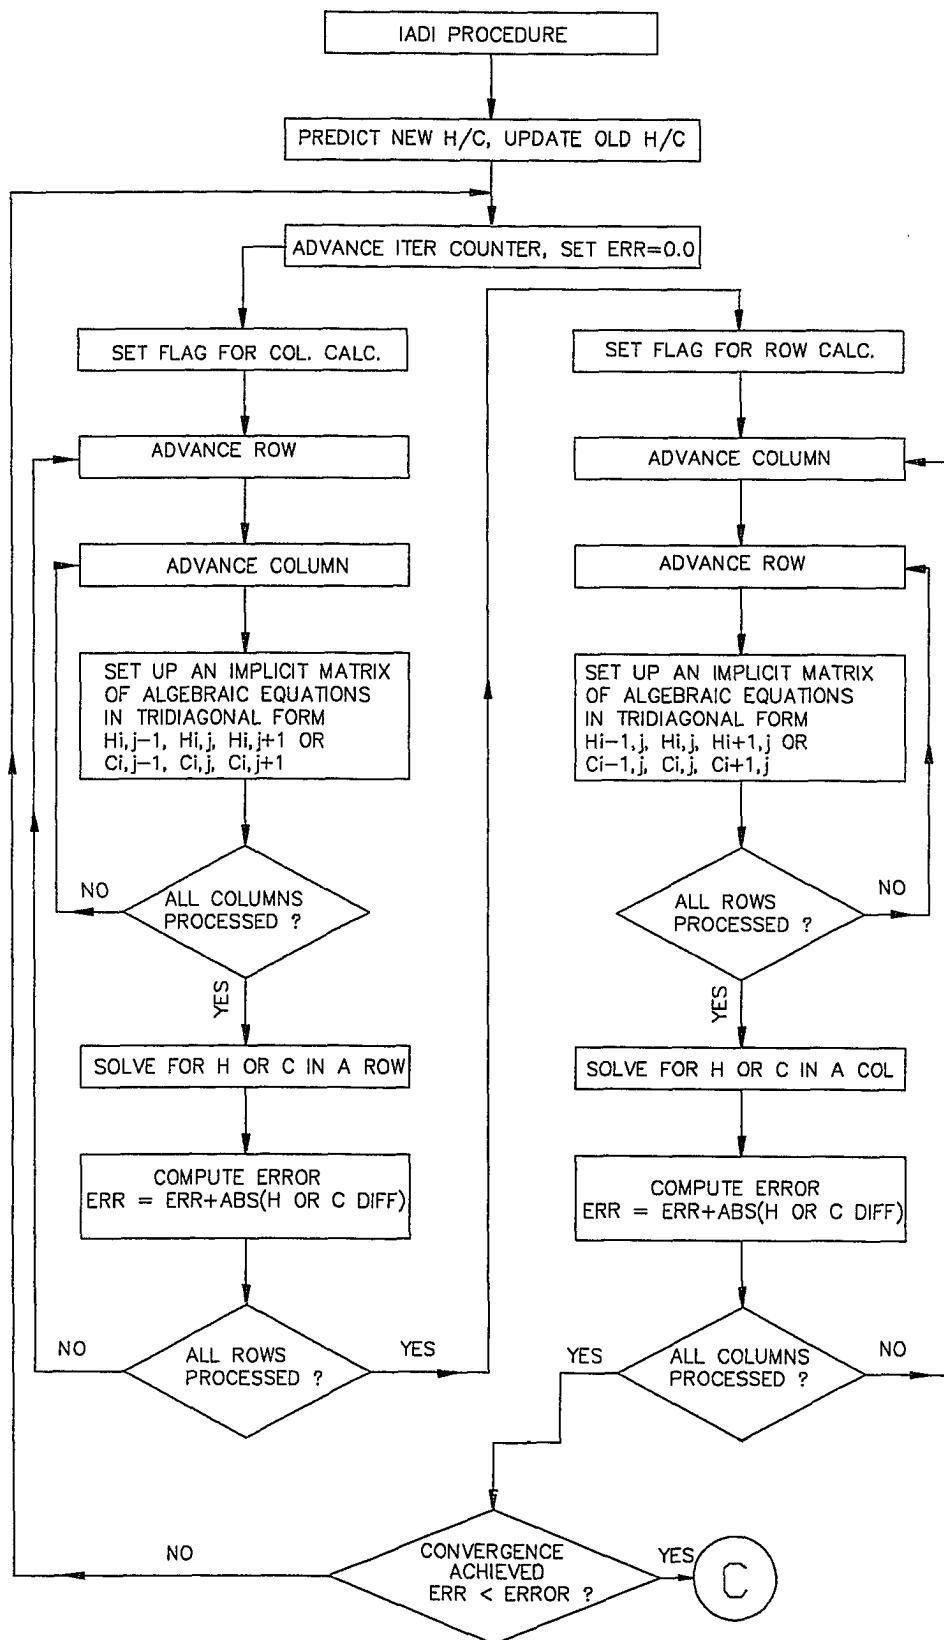 IADI PROCEDURE
PREDICT NEW H/C, UPDATE OLD H/C
ADVANCE ITER COUNTER, SET ERR=0.0
SET FLAG FOR COL. CALC.
ADVANCE ROW
ADVANCE COLUMN
SET UP AN IMPLICIT MATRIX
OF ALGEBRAIC EQUATIONS
IN TRIDIAGONAL FORM
Hi,j-1, Hi,j, Hi,j+1 OR
Ci,j-1, Ci,j, Ci,j+1
ALL COLUMNS
PROCESSED ?
NO
YES
SOLVE FOR H OR C IN A ROW
COMPUTE ERROR
ERR = ERR+ABS(H OR C DIFF)
ALL ROWS
PROCESSED ?
NO
YES
SET FLAG FOR ROW CALC.
ADVANCE COLUMN
ADVANCE ROW
SET UP AN IMPLICIT MATRIX
OF ALGEBRAIC EQUATIONS
IN TRIDIAGONAL FORM
Hi-1,j, Hi,j, Hi+1,j OR
Ci-1,j, Ci,j, Ci+1,j
ALL ROWS
PROCESSED ?
NO
YES
SOLVE FOR H OR C IN A COL
COMPUTE ERROR
ERR = ERR+ABS(H OR C DIFF)
ALL COLUMNS
PROCESSED ?
YES
NO
CONVERGENCE
ACHIEVED
ERR < ERROR ?
NO
YES
C